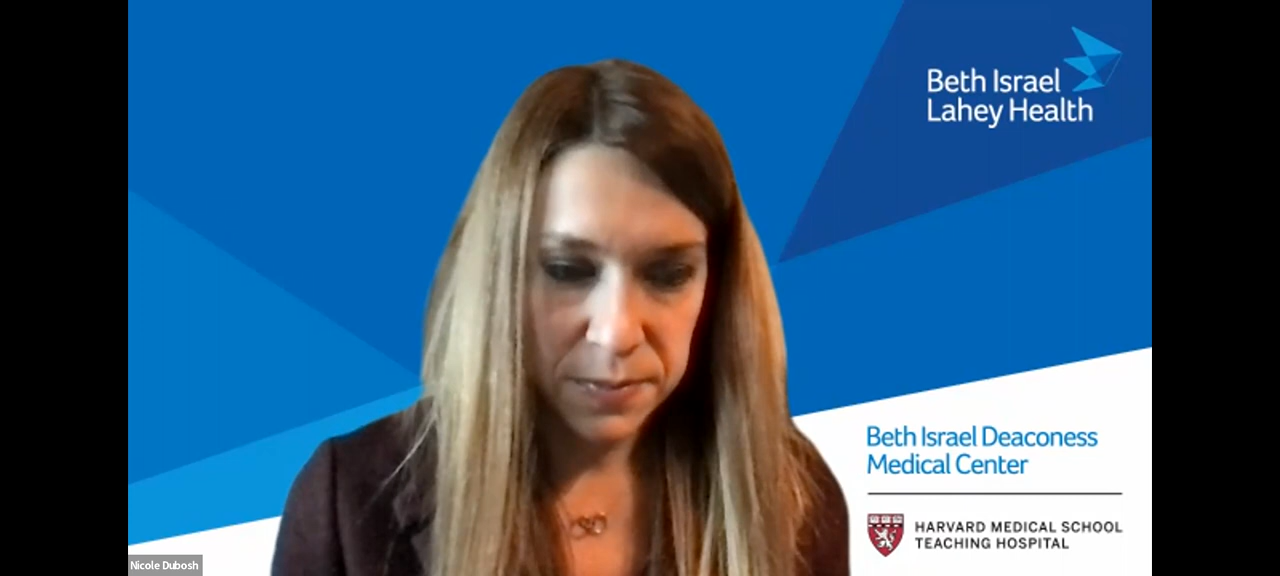 Beth Israel
Lahey Health
Beth Israel Deaconess
Medical Center
HARVARD MEDICAL SCHOOL
TEACHING HOSPITAL
Nicole Dubosh